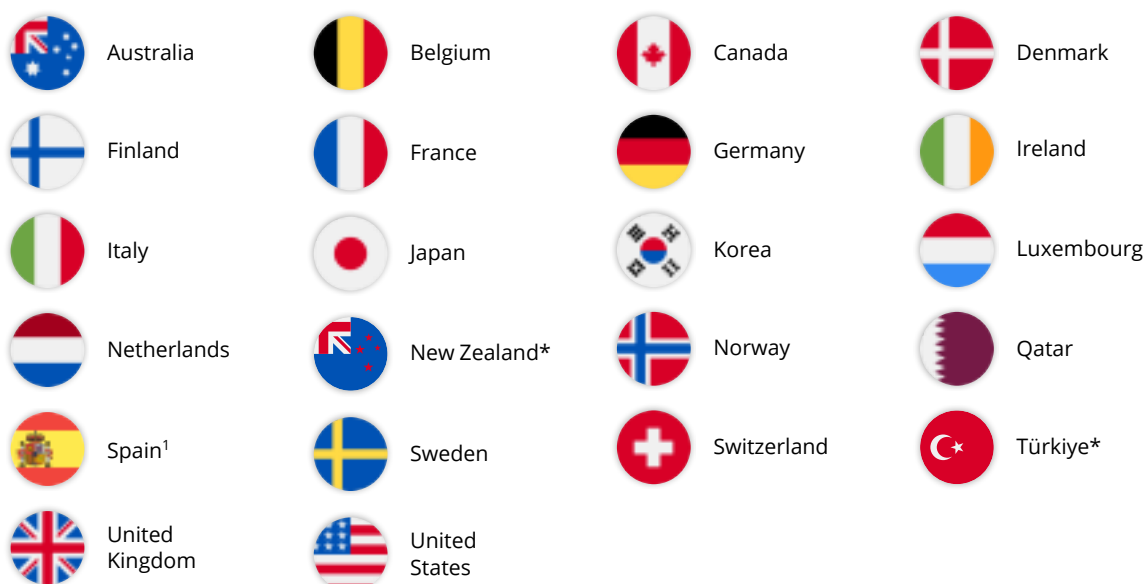 Australia
Belgium
Canada
Denmark
Finland
France
Germany
Ireland
Italy
Japan
Korea
Luxembourg
Netherlands
New Zealand*
Norway
Qatar
Spain¹
Sweden
Switzerland
Türkiye*
United
Kingdom
United
States